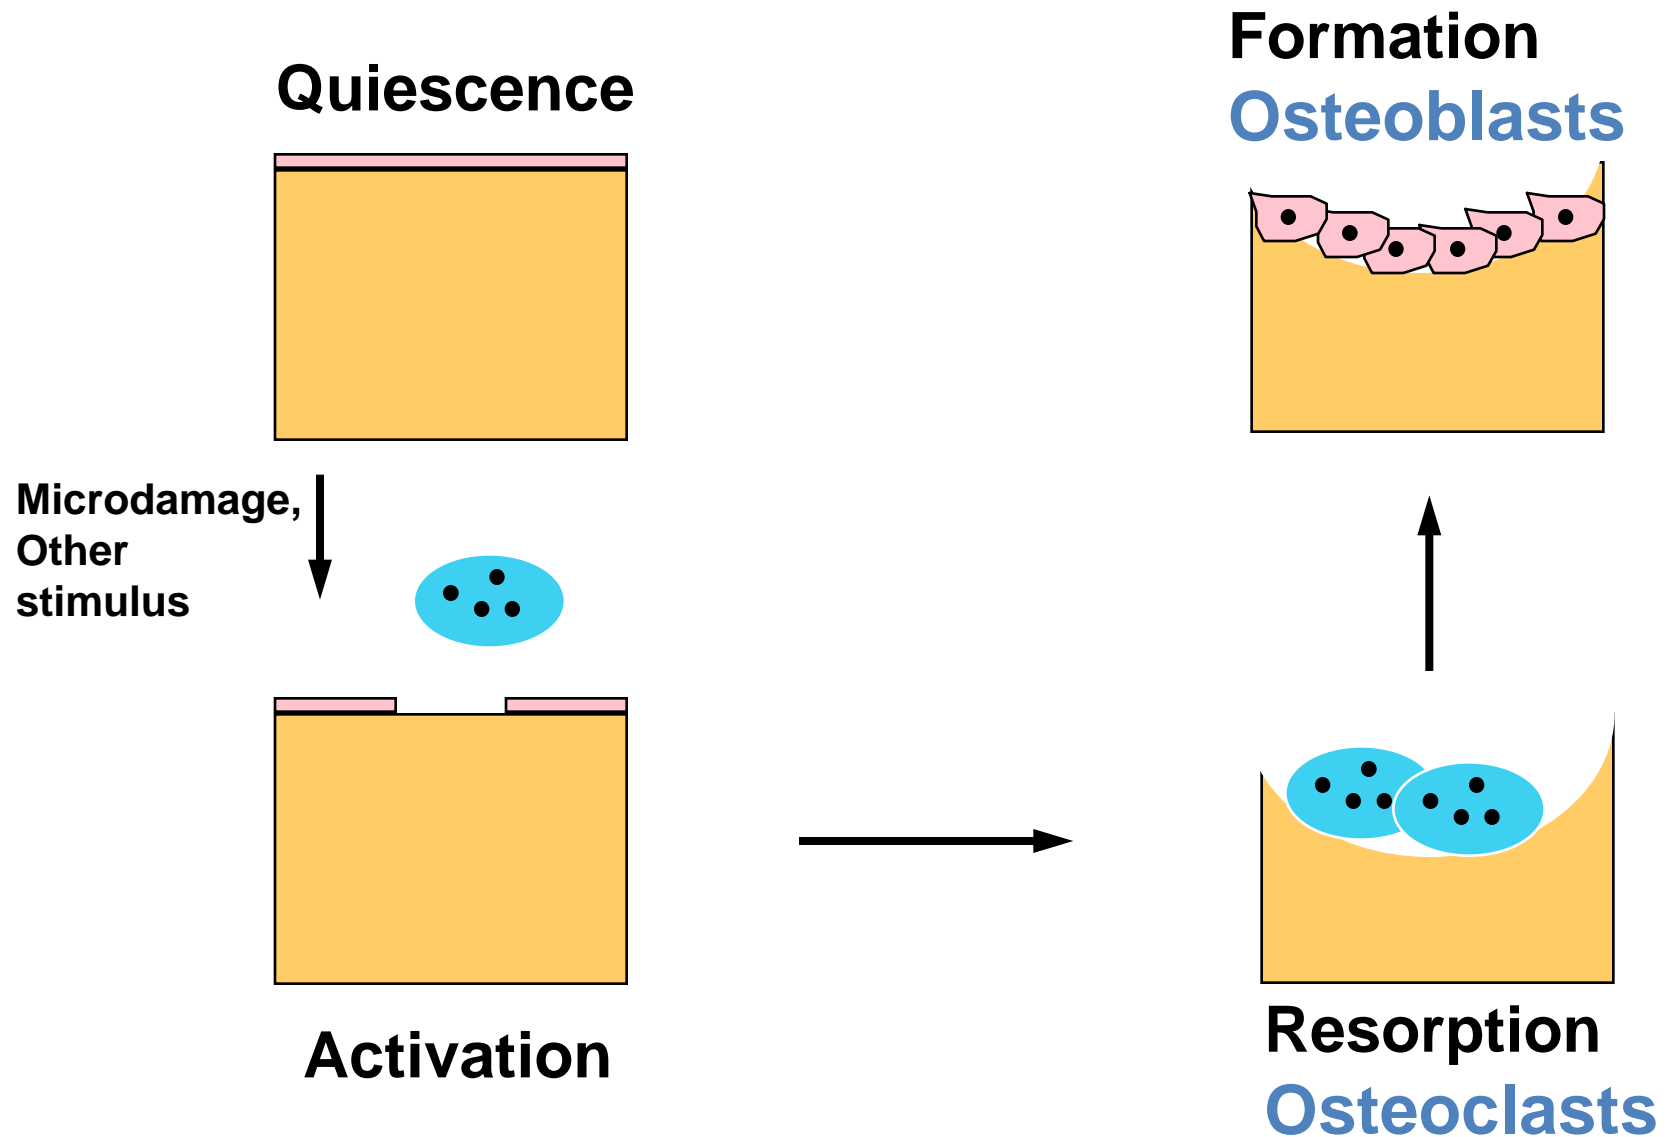 Quiescence
Microdamage,
Other
stimulus
Activation
Resorption
Osteoclasts
Formation
Osteoblasts